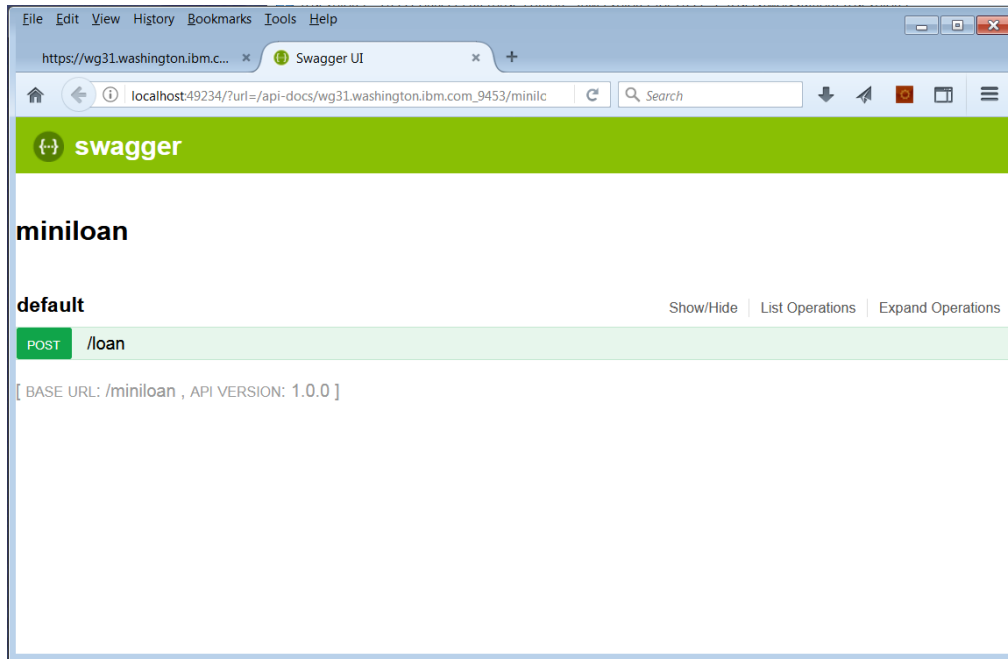 File Edit View History Bookmarks Tools Help
https://wg31.washington.ibm.c... × Swagger UI × +
localhost:49234/?url=/api-docs/wg31.washington.ibm.com_9453/minilc Search
{··} swagger
miniloan
default Show/Hide List Operations Expand Operations
POST /loan
[ BASE URL: /miniloan , API VERSION: 1.0.0 ]